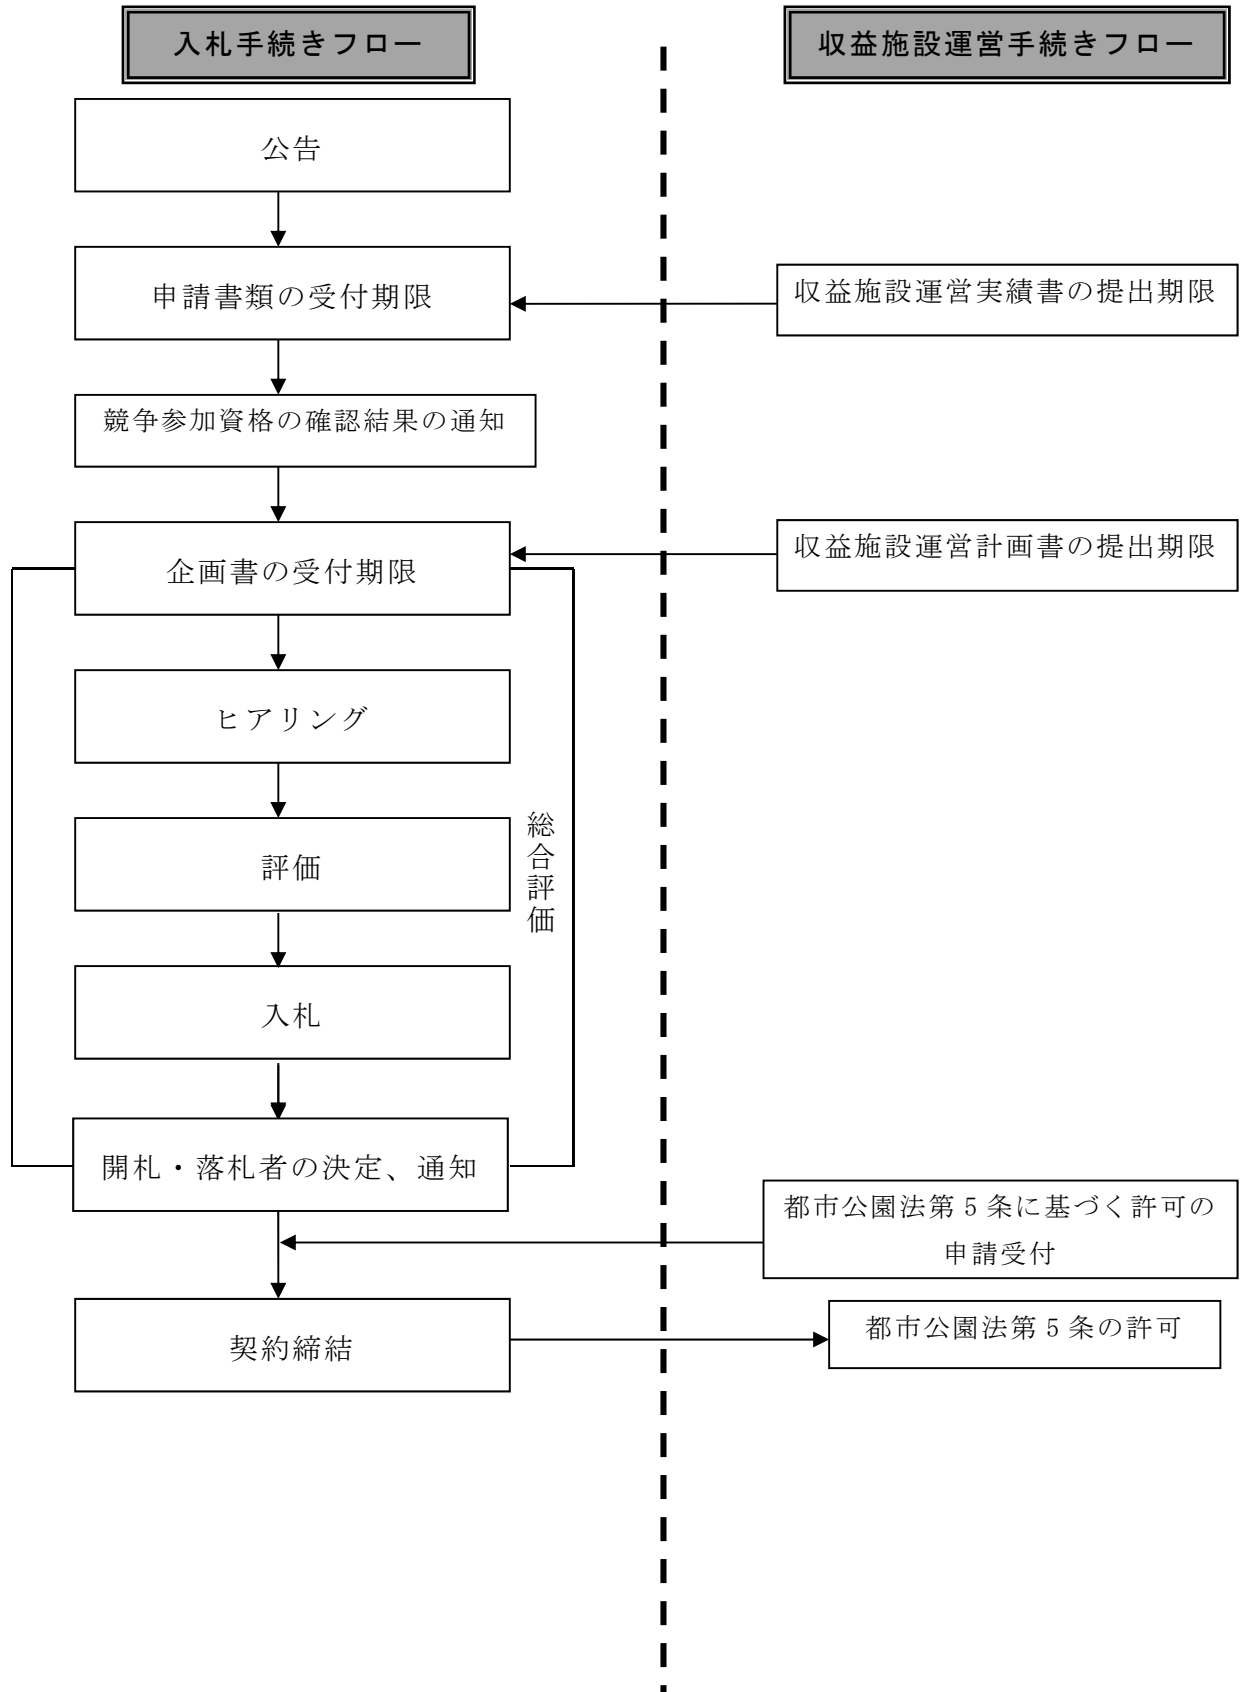 入札手続きフロー
収益施設運営手続きフロー
公告
申請書類の受付期限
収益施設運営実績書の提出期限
競争参加資格の確認結果の通知
企画書の受付期限
収益施設運営計画書の提出期限
ヒアリング
評価
総合評価
入札
開札・落札者の決定、通知
都市公園法第5条に基づく許可の
申請受付
契約締結
都市公園法第5条の許可